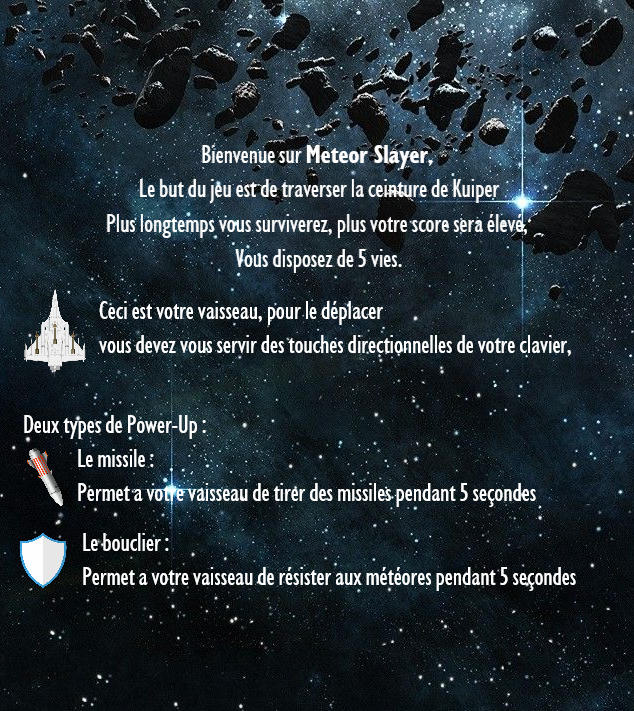 Bienvenue sur Meteor Slayer,
Le but du jeu est de traverser la ceinture de Kuiper
Plus longtemps vous surviverez, plus votre score sera élevé,
Vous disposez de 5 vies.
Ceci est votre vaisseau, pour le déplacer
vous devez vous servir des touches directionnelles de votre clavier,
Deux types de Power-Up :
Le missile :
Permet a votre vaisseau de tirer des missiles pendant 5 seçondes
Le bouclier :
Permet a votre vaisseau de résister aux météores pendant 5 seçondes